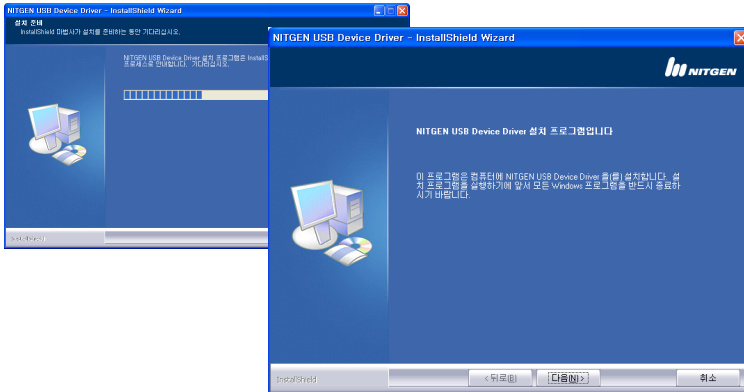 NITGEN USB Device Driver - InstallShield Wizard
설치 준비
InstallShield 마법사가 설치를 준비하는 동안 기다리십시오.
NITGEN USB Device Driver 설치 프로그램은 InstallS
프로세스로 안내합니다. 기다리십시오.
InstallShield
NITGEN USB Device Driver - InstallShield Wizard
NITGEN
NITGEN USB Device Driver 설치 프로그램입니다
이 프로그램은 컴퓨터에 NITGEN USB Device Driver 을(를) 설치합니다. 설
치 프로그램를 실행하기에 앞서 모든 Windows 프로그램를 반드시 종료하
시기 바랍니다.
InstallShield
< 뒤로(B)
다음(N) >
취소